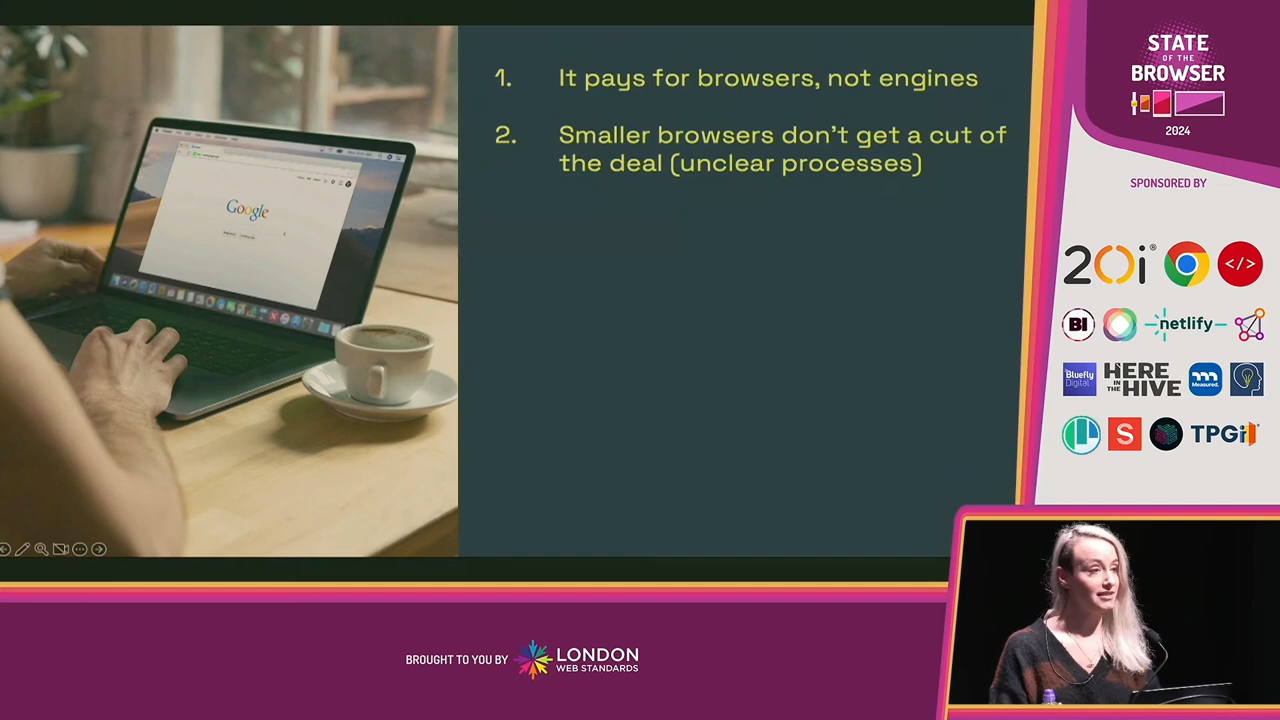 1. It pays for browsers, not engines
2. Smaller browsers don't get a cut of
the deal (unclear processes)
Google
STATE
OF THE
BROWSER
2024
SPONSORED BY
20i®
</>
BI
netlify
Bluefly
Digital
HERE
IN THE
HIVE
Measured.
S
TPGi
BROUGHT TO YOU BY
LONDON
WEB STANDARDS